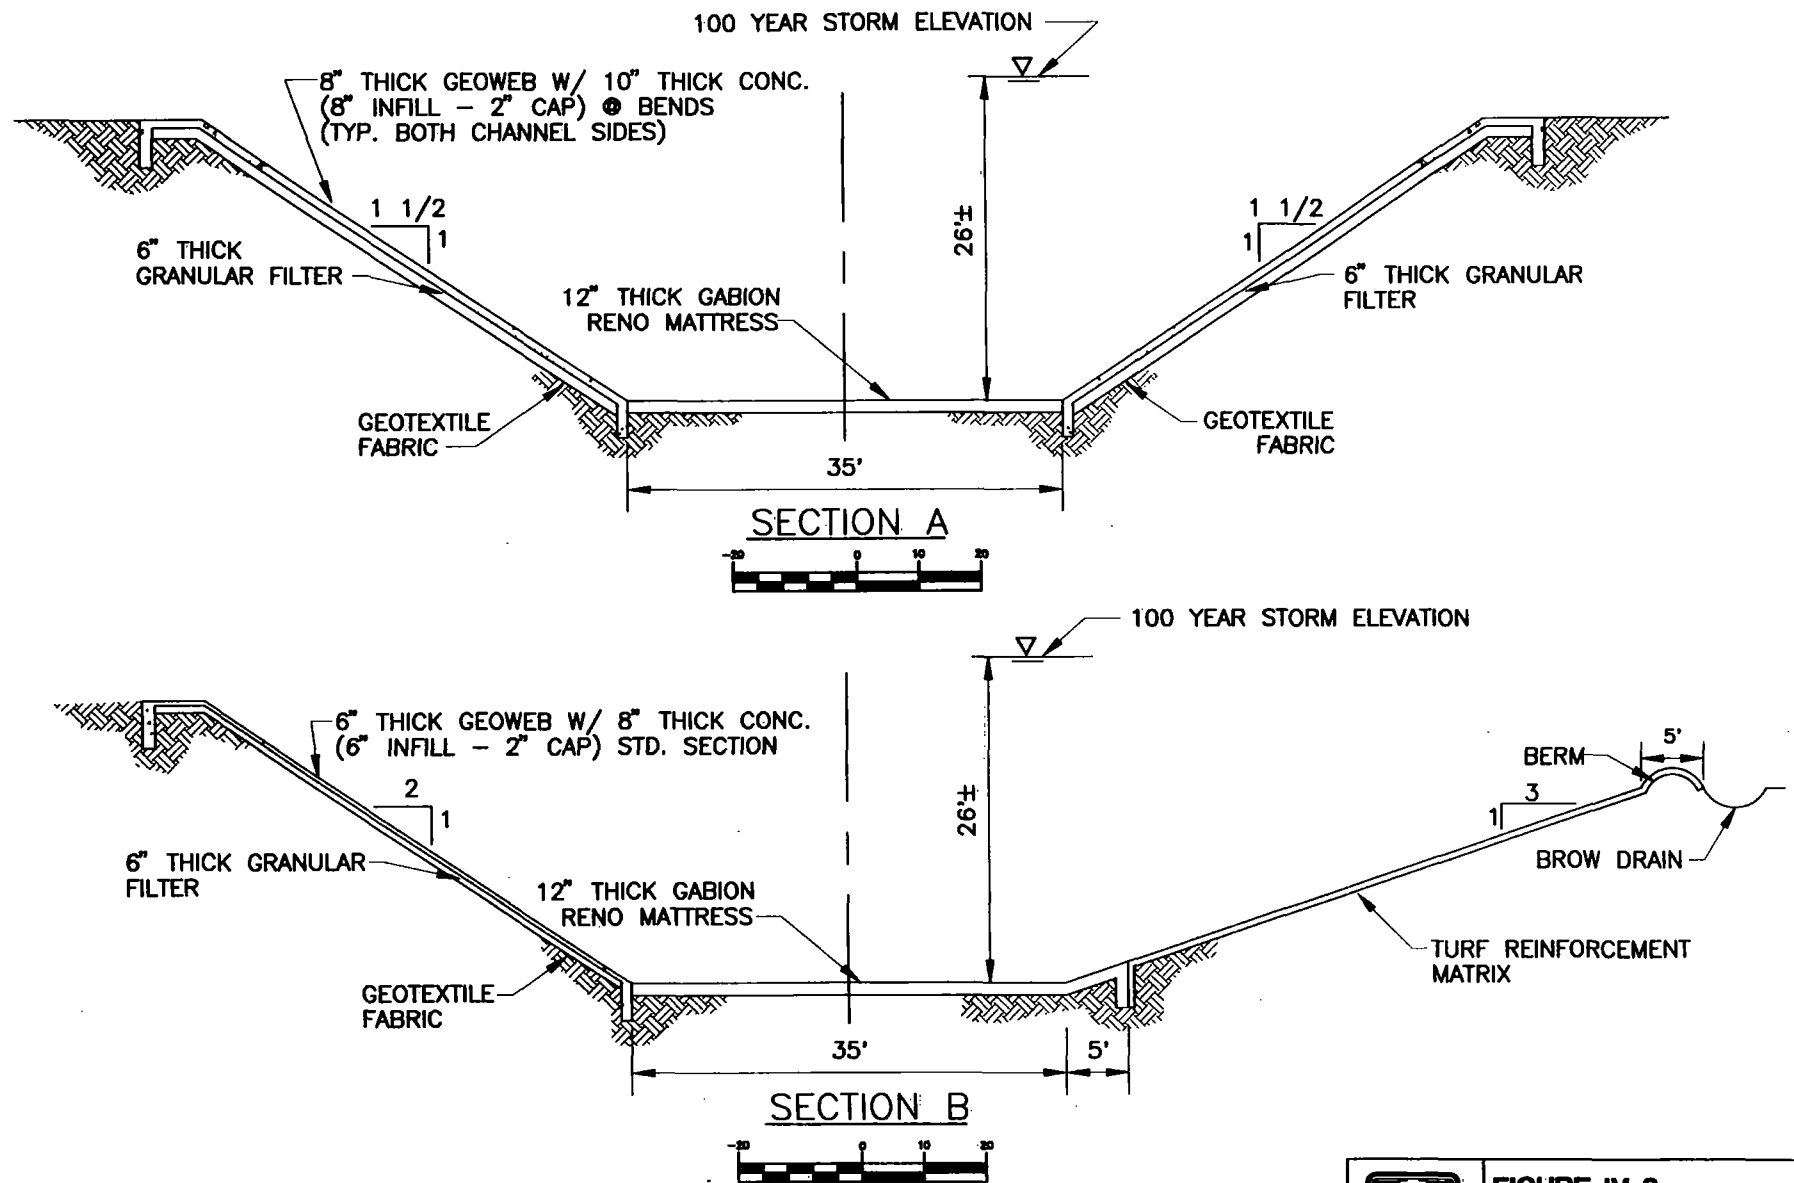 100 YEAR STORM ELEVATION
8" THICK GEOWEB W/ 10" THICK CONC.
(8" INFILL – 2" CAP) @ BENDS
(TYP. BOTH CHANNEL SIDES)
1 1/2
1
1 1/2
1
26'±
6" THICK
GRANULAR FILTER
6" THICK GRANULAR
FILTER
12" THICK GABION
RENO MATTRESS
GEOTEXTILE
FABRIC
GEOTEXTILE
FABRIC
35'
SECTION A
-20 0 10 20
100 YEAR STORM ELEVATION
6" THICK GEOWEB W/ 8" THICK CONC.
(6" INFILL – 2" CAP) STD. SECTION
2
1
26'±
5'
BERM
3
1
BROW DRAIN
6" THICK GRANULAR
FILTER
12" THICK GABION
RENO MATTRESS
TURF REINFORCEMENT
MATRIX
GEOTEXTILE
FABRIC
35'
5'
SECTION B
-20 0 10 20